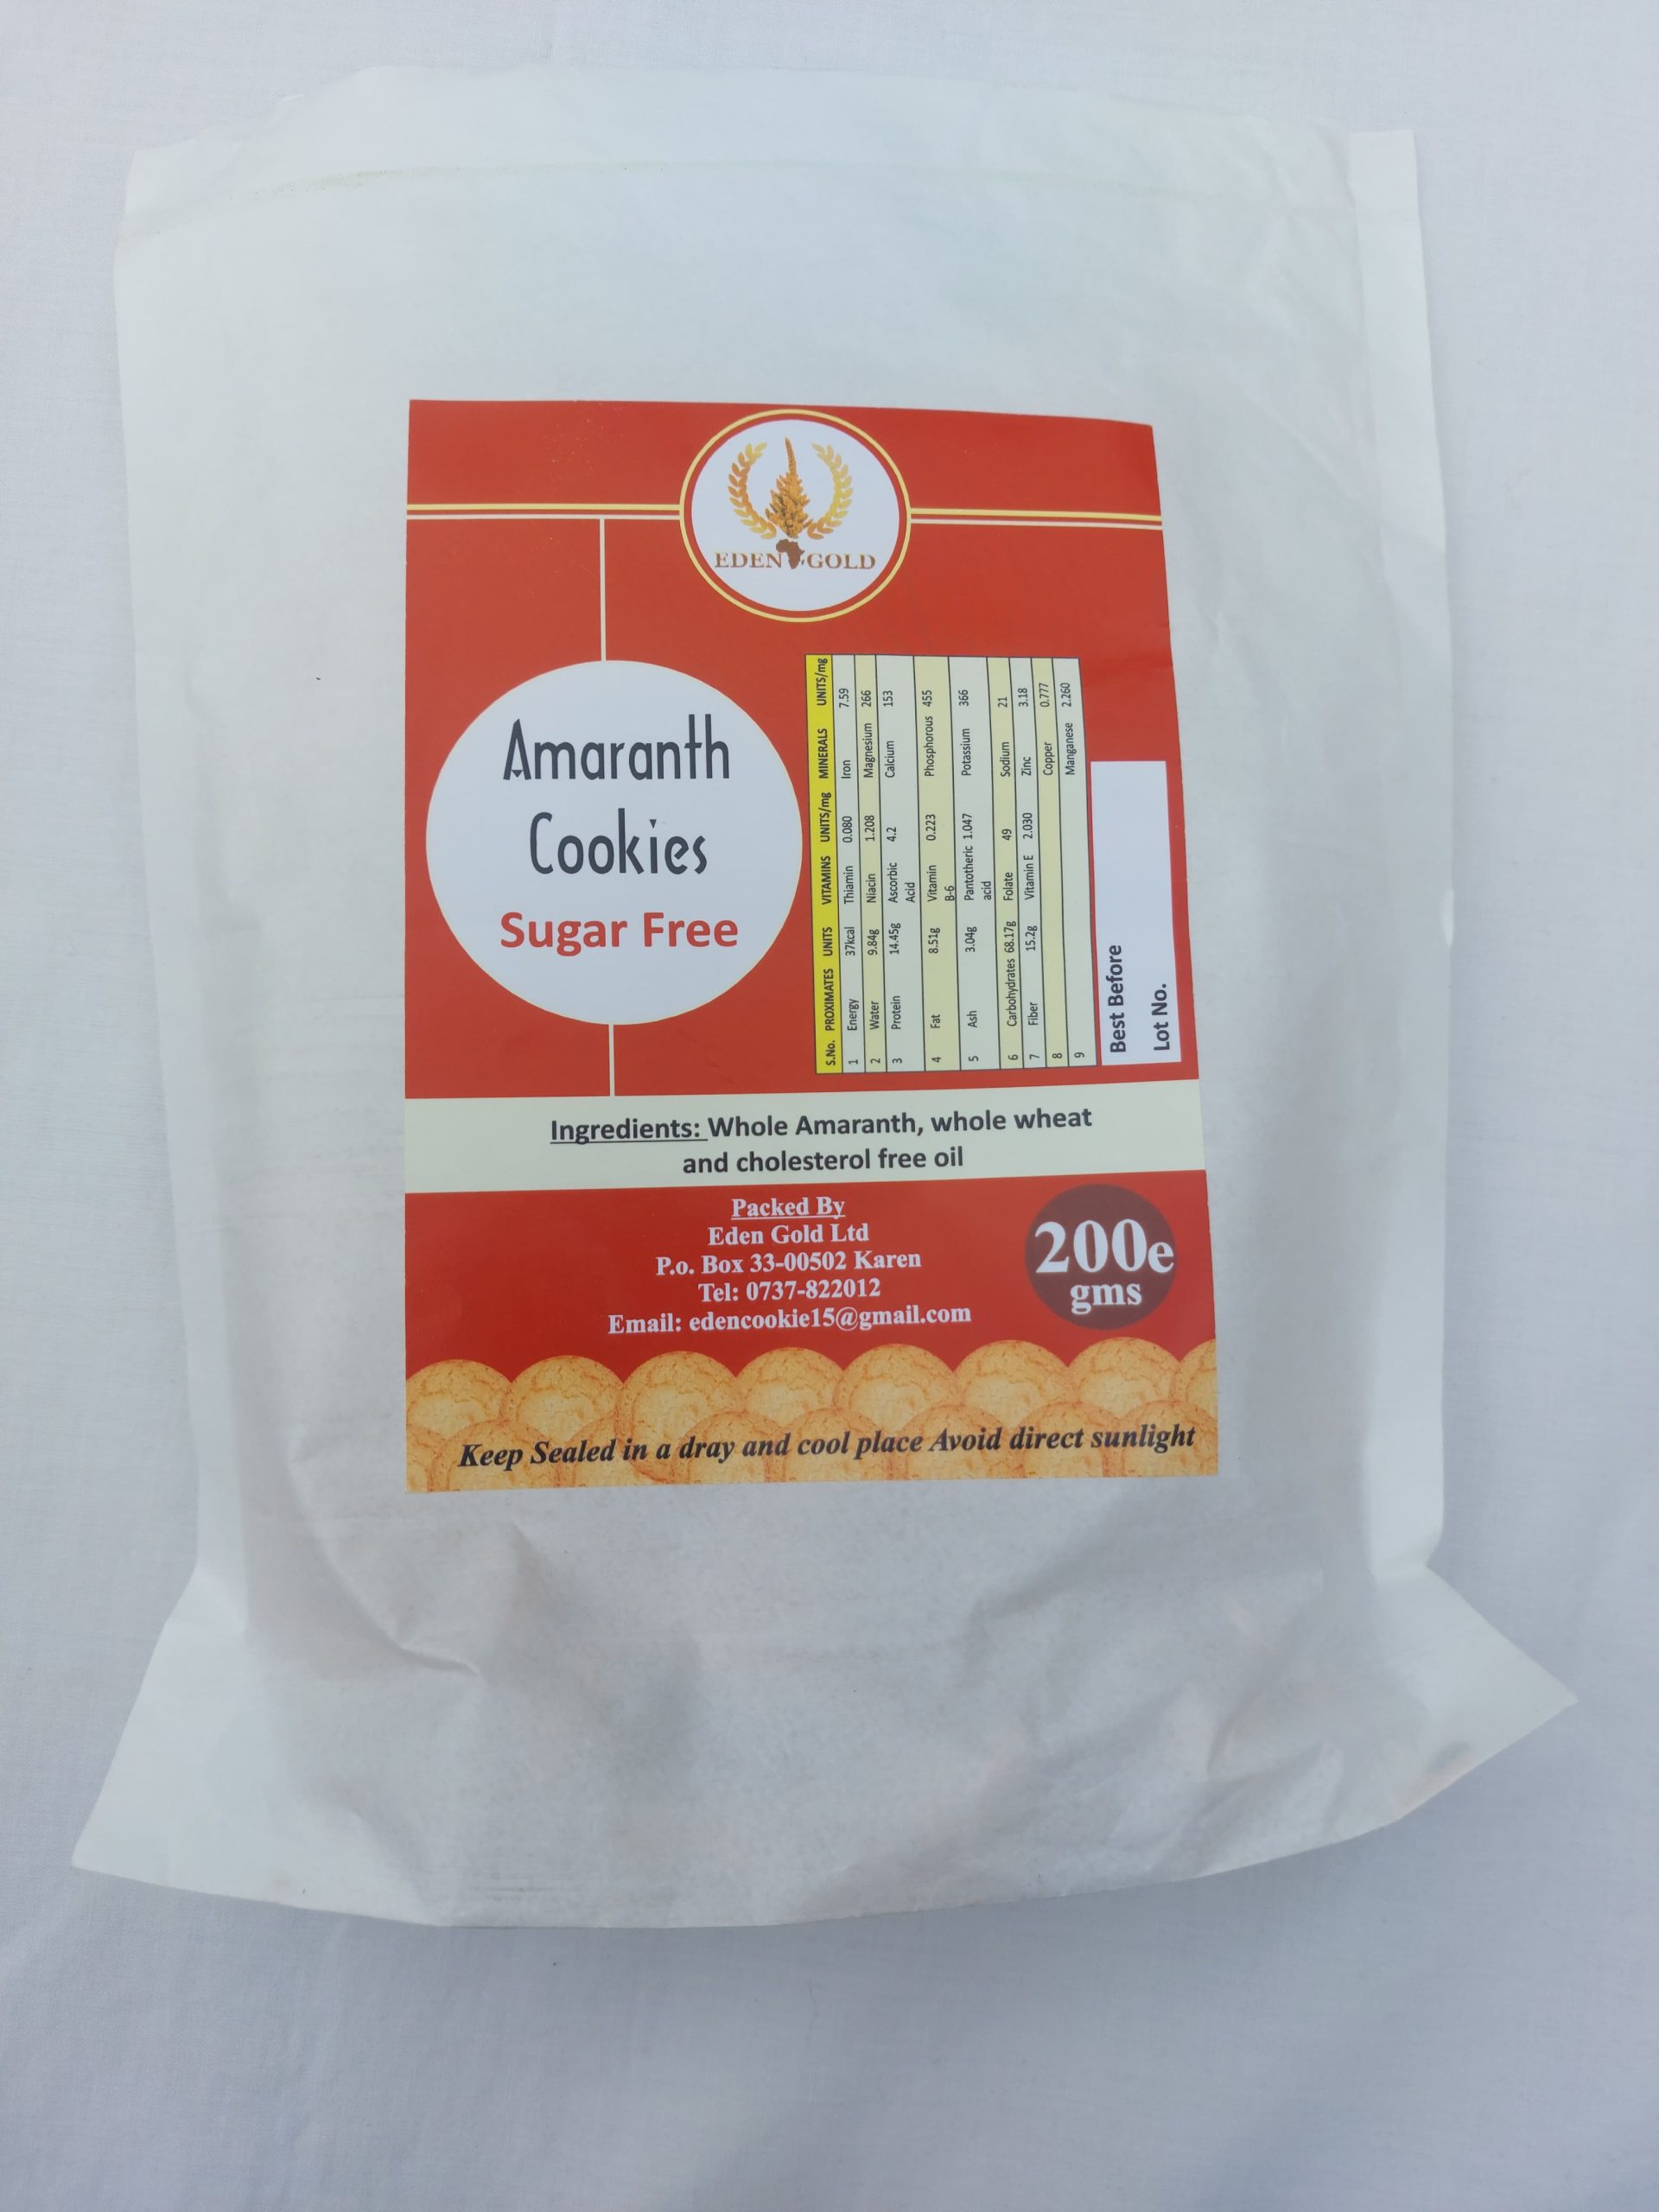 EDEN GOLD
Amaranth
Cookies
Sugar Free
S.No. PROXIMATES UNITS VITAMINS UNITS/mg MINERALS UNITS/mg
1 Energy 37kcal Thiamin 0.080 Iron 7.59
2 Water 9.84g Niacin 1.208 Magnesium 266
3 Protein 14.45g Ascorbic 4.2 Calcium 153
Acid
4 Fat 8.51g Vitamin 0.223 Phosphorous 455
B-6
5 Ash 3.04g Pantotheric 1.047 Potassium 366
acid
6 Carbohydrates 68.17g Folate 49 Sodium 21
7 Fiber 15.2g Vitamin E 2.030 Zinc 3.18
8 Copper 0.777
9 Manganese 2.260
Best Before
Lot No.
Ingredients: Whole Amaranth, whole wheat
and cholesterol free oil
Packed By
Eden Gold Ltd
P.o. Box 33-00502 Karen
Tel: 0737-822012
Email: edencookie15@gmail.com
200e
gms
Keep Sealed in a dray and cool place Avoid direct sunlight